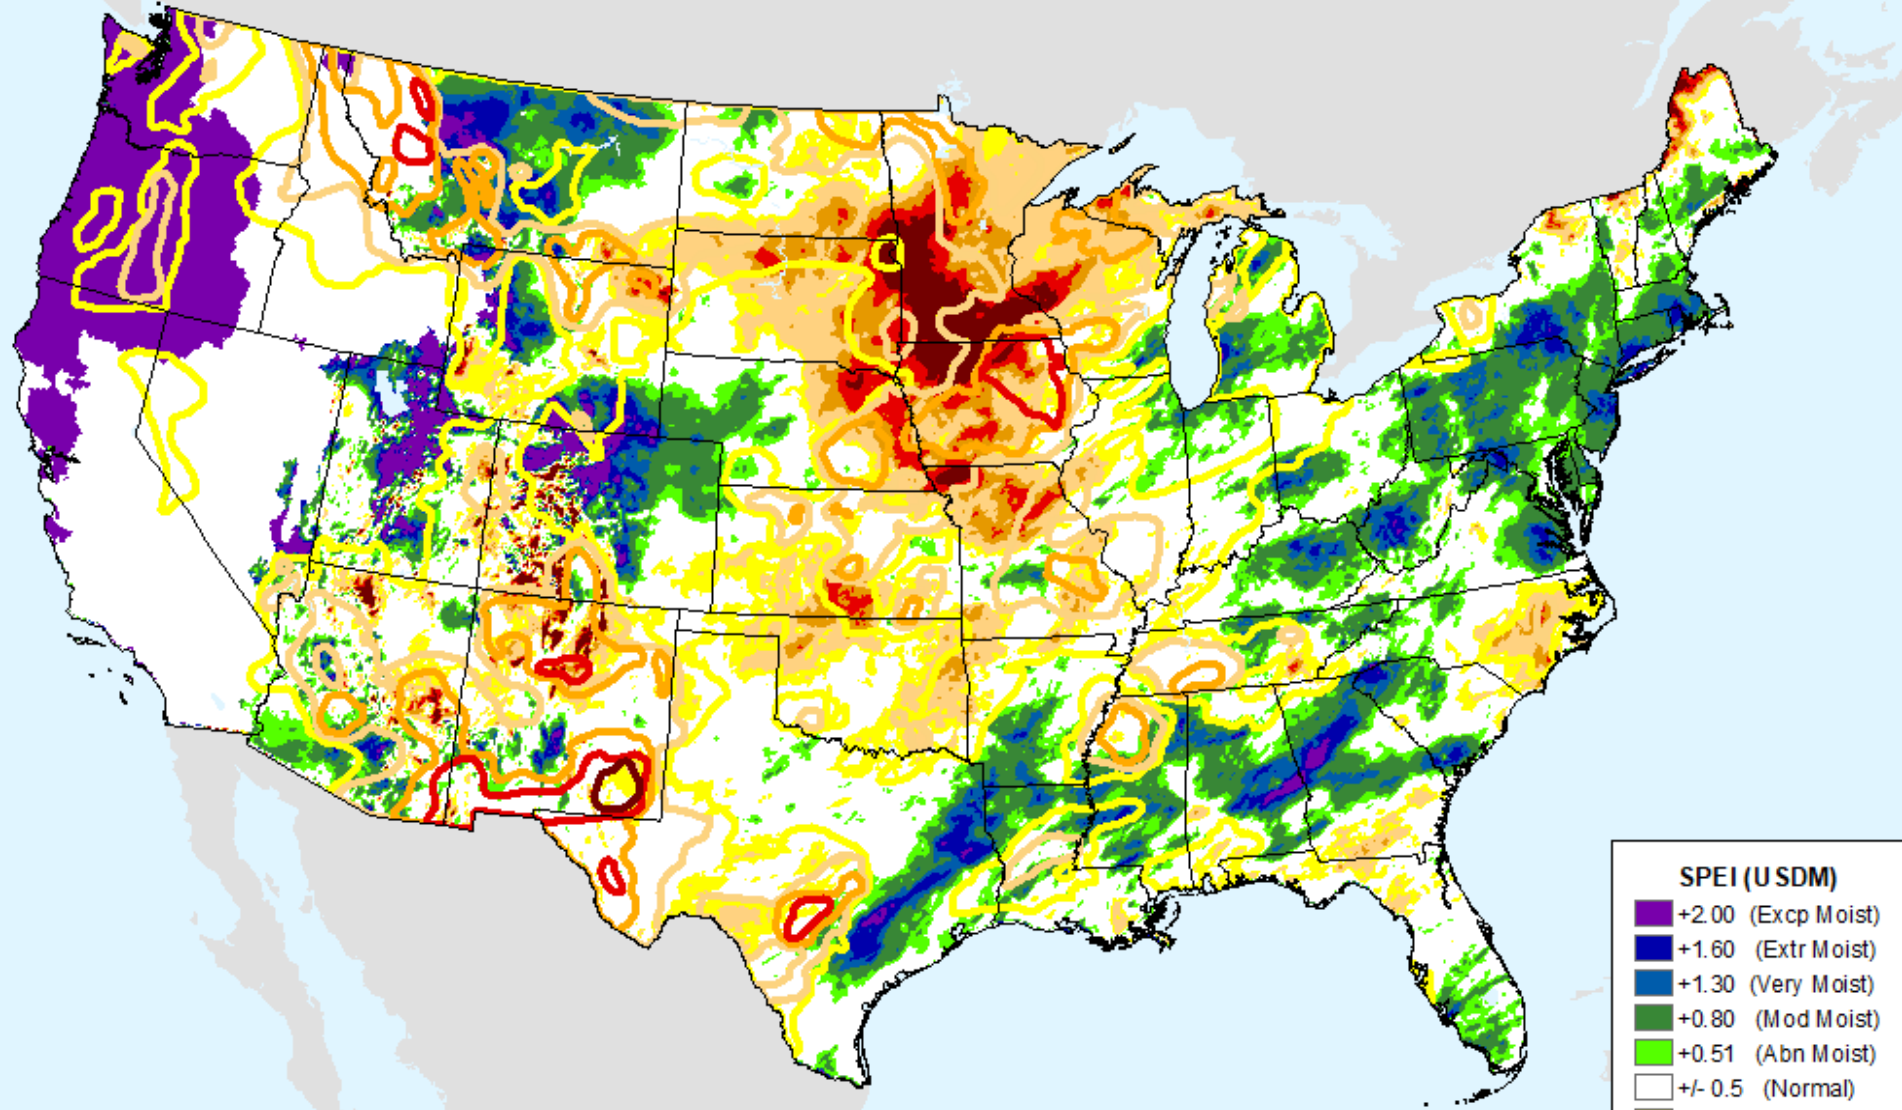 SPEI (USDM)
+2.00 (Excp Moist)
+1.60 (Extr Moist)
+1.30 (Very Moist)
+0.80 (Mod Moist)
+0.51 (Abn Moist)
+/- 0.5 (Normal)